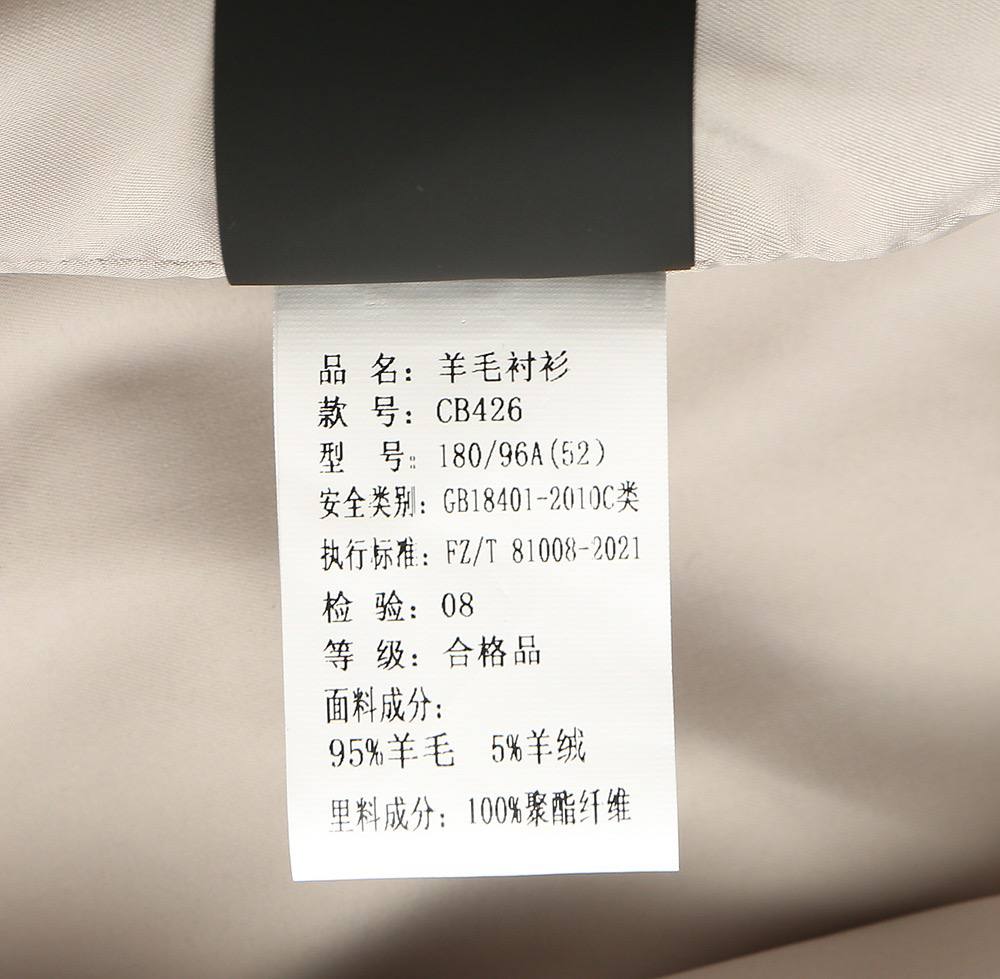 品 名：羊毛衬衫
款 号：CB426
型 号：180/96A(52)
安全类别：GB18401-2010C类
执行标准：FZ/T 81008-2021
检 验：08
等 级：合格品
面料成分：
95%羊毛 5%羊绒
里料成分：100%聚酯纤维